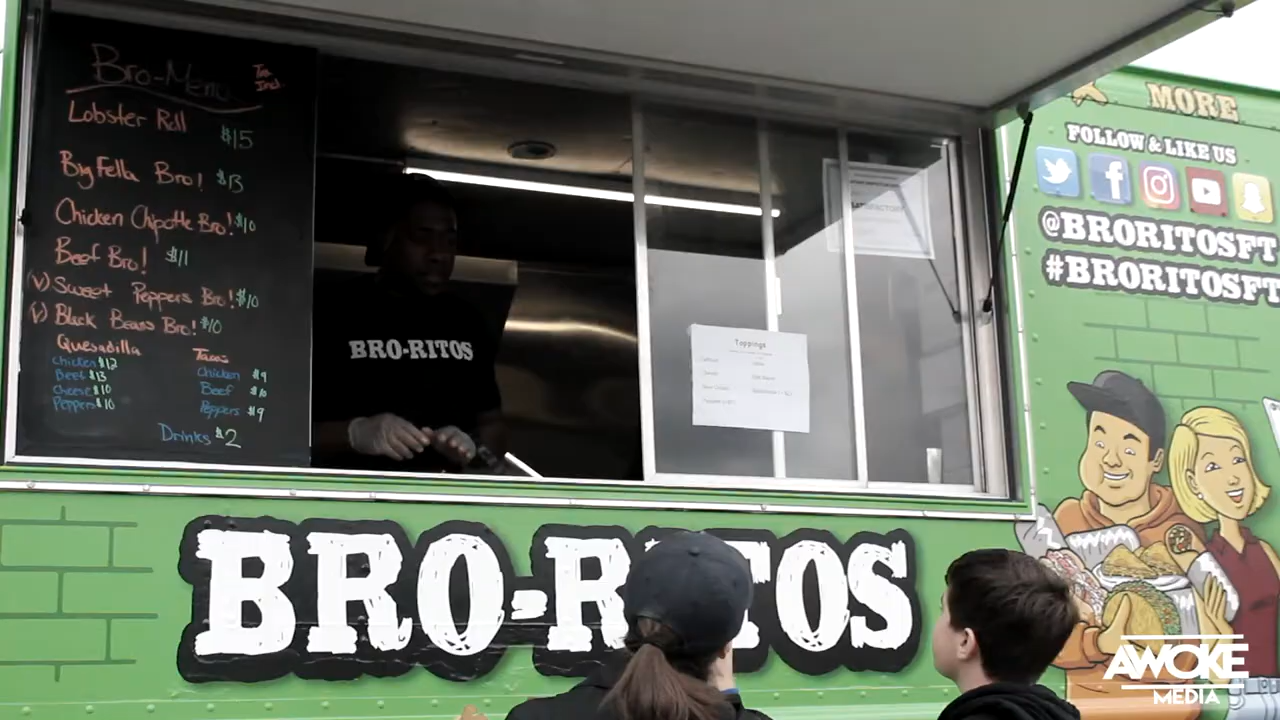 Bro-Menu
Tax
Incl.
Lobster Roll $15
Big Fella Bro! $13
Chicken Chipotle Bro! $10
Beef Bro! $11
(v) Sweet Peppers Bro! $10
(v) Black Beans Bro! $10
Quesadilla
Chicken $12
Beef $13
Cheese $10
Peppers $10
Tacos
Chicken $9
Beef $10
Peppers $9
Drinks $2
BRO-RITOS
Toppings
MORE
FOLLOW & LIKE US
@BRORITOSFT
#BRORITOSFT
BRO-R TOS
AWOKE
MEDIA